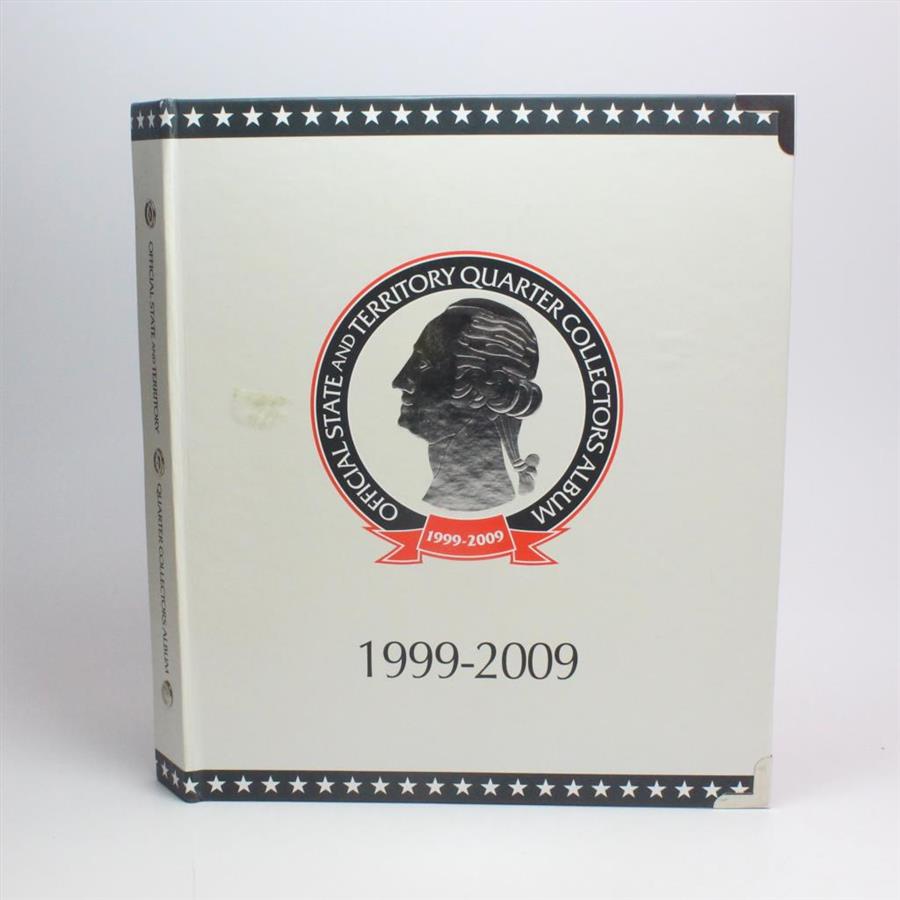 OFFICIAL STATE AND TERRITORY QUARTER COLLECTORS ALBUM
1999-2009
1999-2009
OFFICIAL STATE AND TERRITORY QUARTER COLLECTORS ALBUM